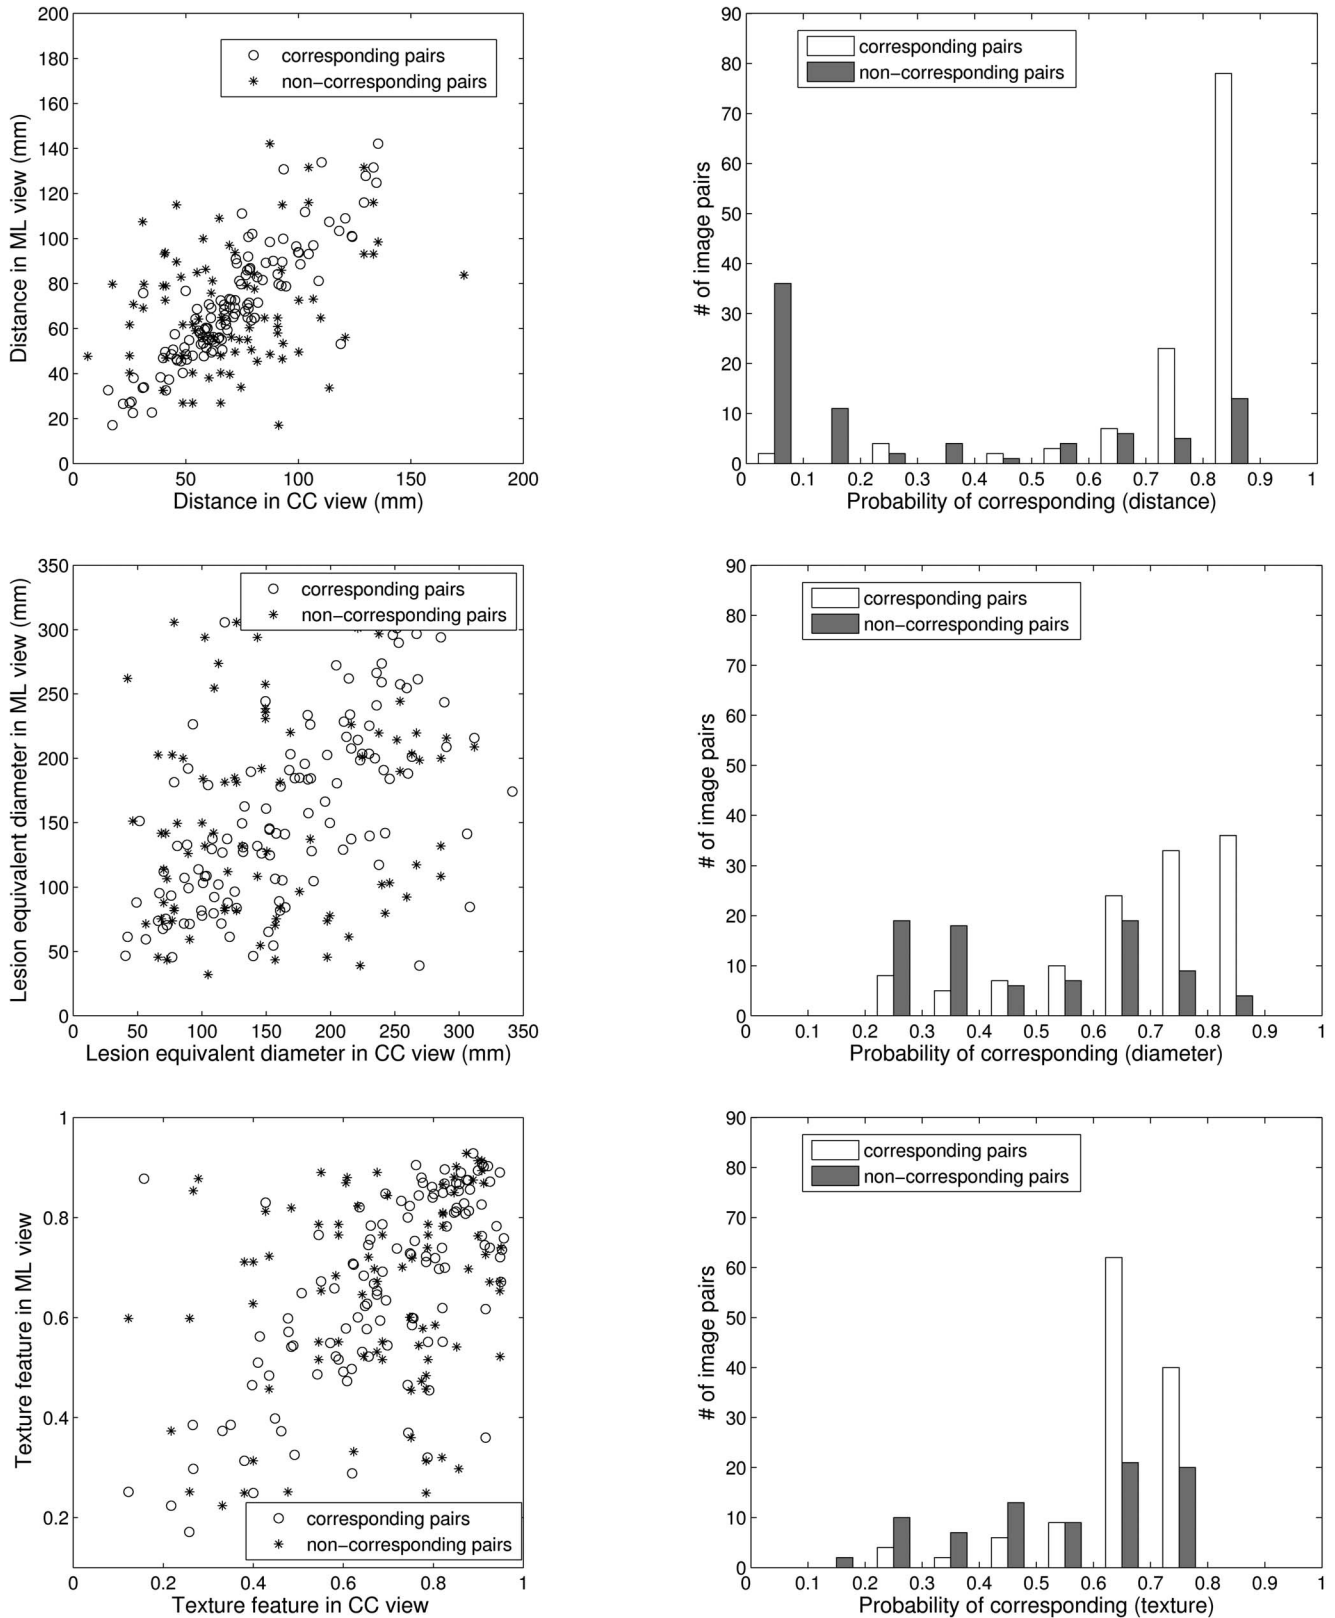 200
180
160
140
120
100
80
60
40
20
0
Distance in ML view (mm)
corresponding pairs
non−corresponding pairs
0 50 100 150 200
Distance in CC view (mm)
90
80
70
60
50
40
30
20
10
0
# of image pairs
corresponding pairs
non−corresponding pairs
0 0.1 0.2 0.3 0.4 0.5 0.6 0.7 0.8 0.9 1
Probability of corresponding (distance)
350
300
250
200
150
100
50
0
Lesion equivalent diameter in ML view (mm)
corresponding pairs
non−corresponding pairs
0 50 100 150 200 250 300 350
Lesion equivalent diameter in CC view (mm)
90
80
70
60
50
40
30
20
10
0
# of image pairs
corresponding pairs
non−corresponding pairs
0 0.1 0.2 0.3 0.4 0.5 0.6 0.7 0.8 0.9 1
Probability of corresponding (diameter)
1
0.8
0.6
0.4
0.2
Texture feature in ML view
corresponding pairs
non−corresponding pairs
0 0.2 0.4 0.6 0.8 1
Texture feature in CC view
90
80
70
60
50
40
30
20
10
0
# of image pairs
corresponding pairs
non−corresponding pairs
0 0.1 0.2 0.3 0.4 0.5 0.6 0.7 0.8 0.9 1
Probability of corresponding (texture)